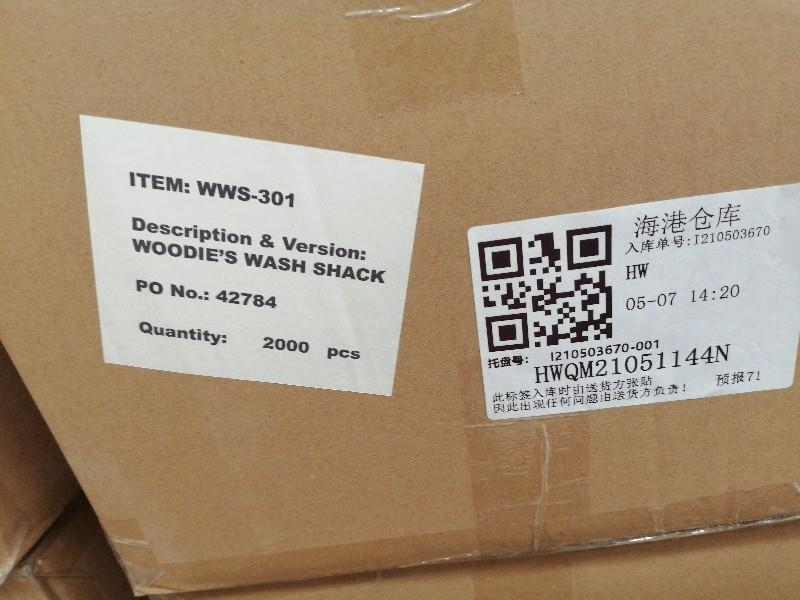 ITEM: WWS-301
Description & Version:
WOODIE'S WASH SHACK
PO No.: 42784
Quantity: 2000 pcs
海港仓库
入库单号:I210503670
HW
05-07 14:20
托盘号: I210503670-001
HWQM21051144N
此标签入库时由送货方张贴 预报71
因此出现任何问题由送货方负责!